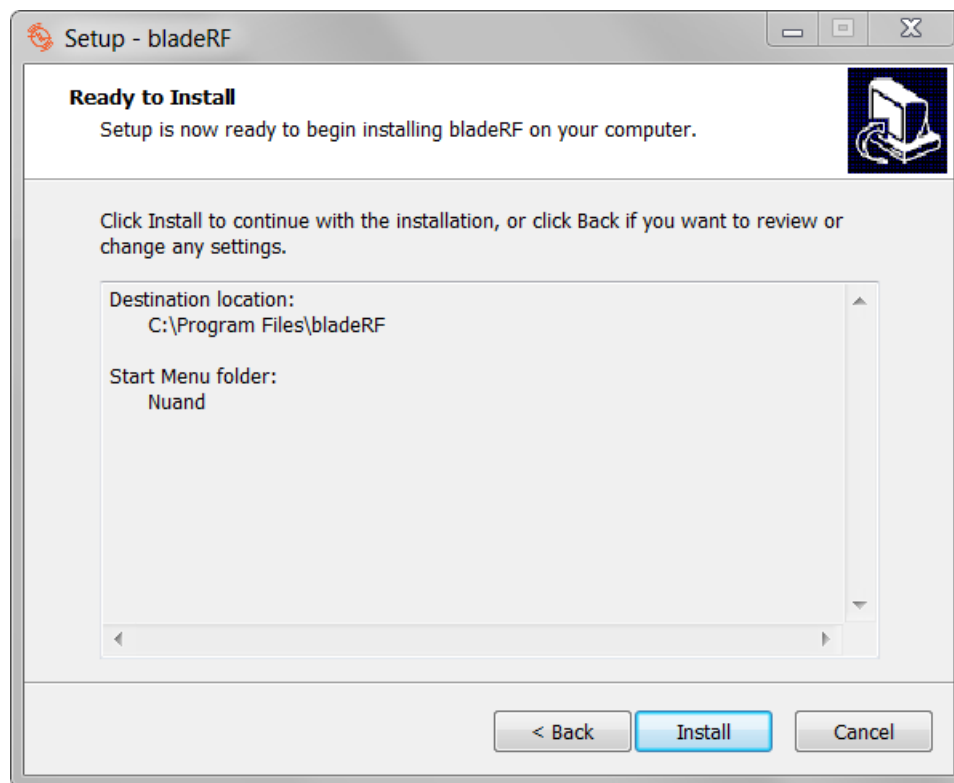 Setup - bladeRF
Ready to Install
Setup is now ready to begin installing bladeRF on your computer.
Click Install to continue with the installation, or click Back if you want to review or
change any settings.
Destination location:
C:\Program Files\bladeRF
Start Menu folder:
Nuand
< Back
Install
Cancel